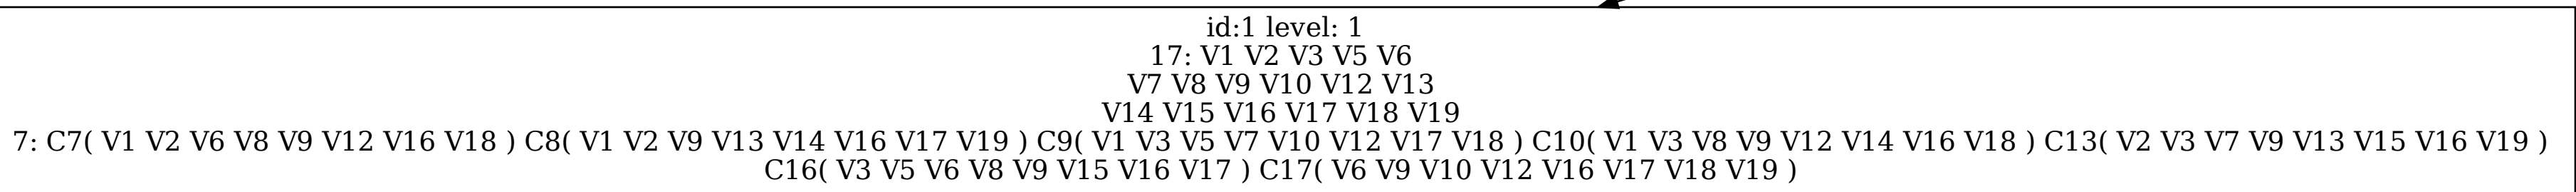 id:1 level: 1
17: V1 V2 V3 V5 V6
V7 V8 V9 V10 V12 V13
V14 V15 V16 V17 V18 V19
7: C7( V1 V2 V6 V8 V9 V12 V16 V18 ) C8( V1 V2 V9 V13 V14 V16 V17 V19 ) C9( V1 V3 V5 V7 V10 V12 V17 V18 ) C10( V1 V3 V8 V9 V12 V14 V16 V18 ) C13( V2 V3 V7 V9 V13 V15 V16 V19 )
C16( V3 V5 V6 V8 V9 V15 V16 V17 ) C17( V6 V9 V10 V12 V16 V17 V18 V19 )